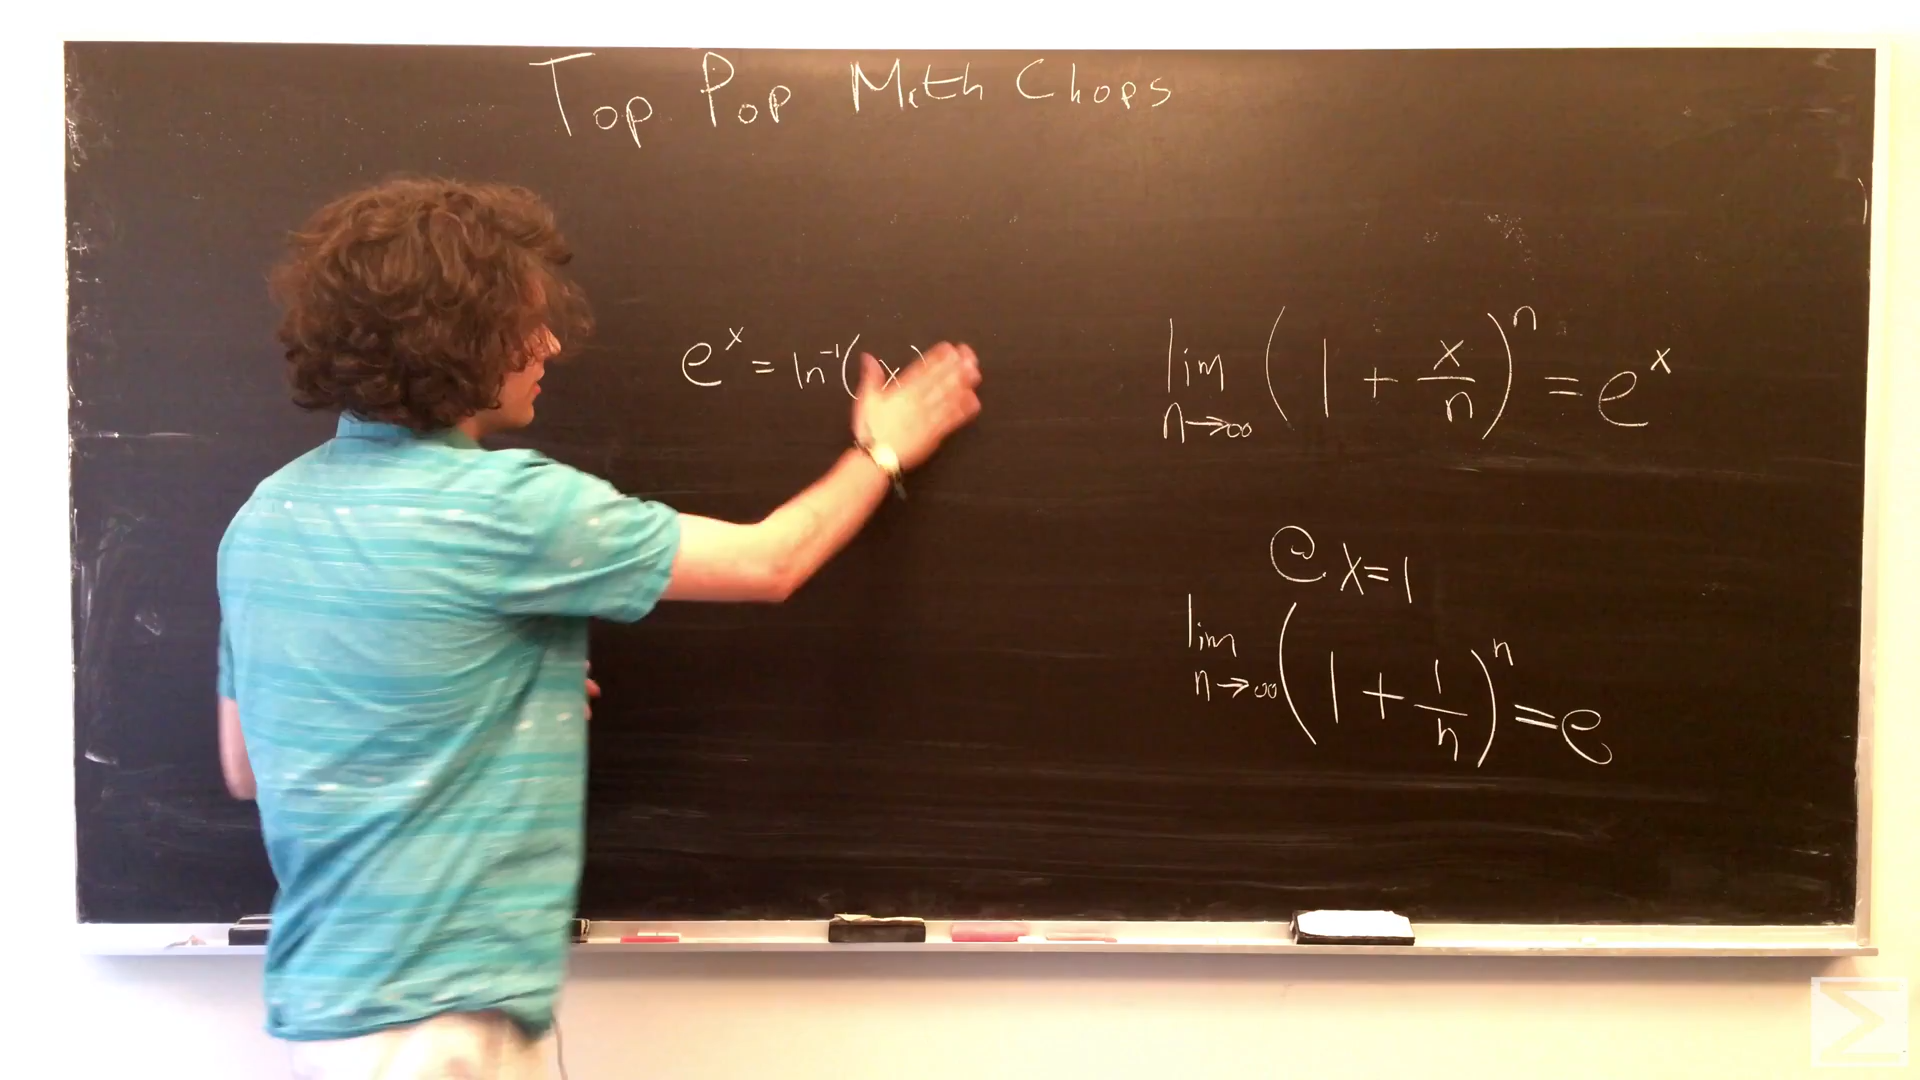 Top Pop Math Chops
e^x = ln^-1(x)
lim n→∞ (1 + x/n)^n = e^x
@ x=1
lim n→∞ (1 + 1/n)^n = e
Σ